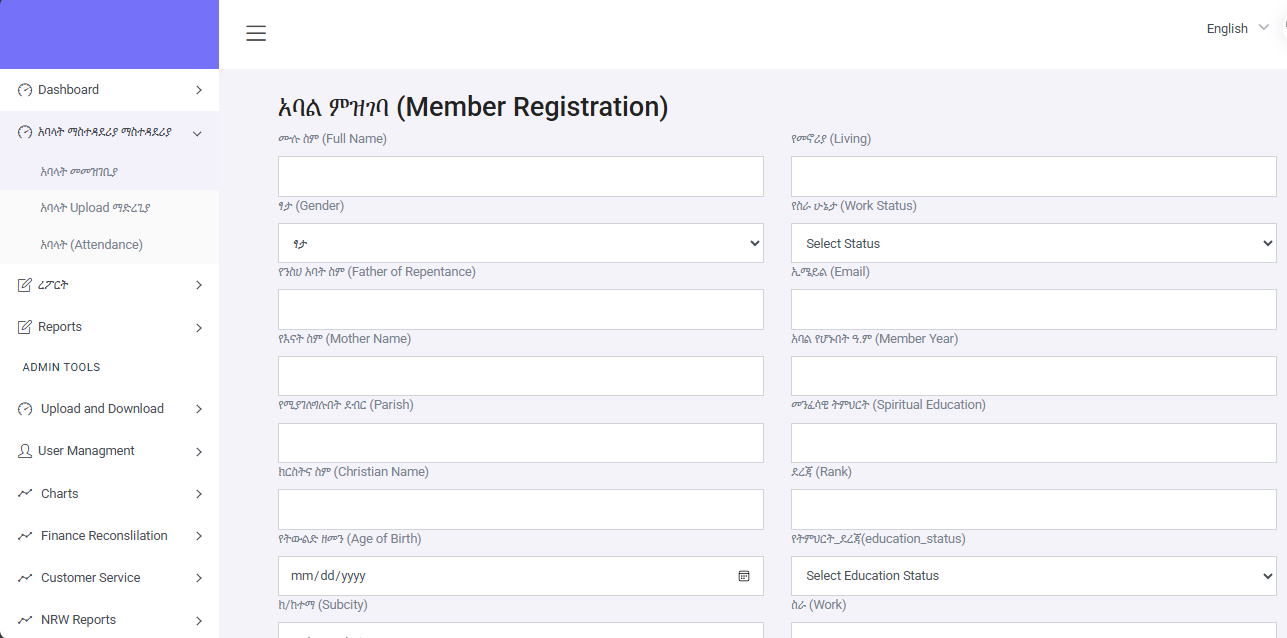 English
Dashboard
አባላት ማስተዳደሪያ ማስተዳደሪያ
አባላት መመዝገቢያ
አባላት Upload ማድረጊያ
አባላት (Attendance)
ሪፖርት
Reports
ADMIN TOOLS
Upload and Download
User Managment
Charts
Finance Reconslilation
Customer Service
NRW Reports
አባል ምዝገባ (Member Registration)
ሙሉ ስም (Full Name)
የመኖሪያ (Living)
ፃታ (Gender)
የስራ ሁኔታ (Work Status)
ፃታ
Select Status
የንስሀ አባት ስም (Father of Repentance)
ኢሜይል (Email)
የእናት ስም (Mother Name)
አባል የሆኑበት ዓ.ም (Member Year)
የሚያገለግሉበት ደብር (Parish)
መንፈሳዊ ትምህርት (Spiritual Education)
ክርስትና ስም (Christian Name)
ደረጃ (Rank)
የትውልድ ዘመን (Age of Birth)
የትምህርት_ደረጃ(education_status)
mm/dd/yyyy
Select Education Status
ክ/ከተማ (Subcity)
ስራ (Work)